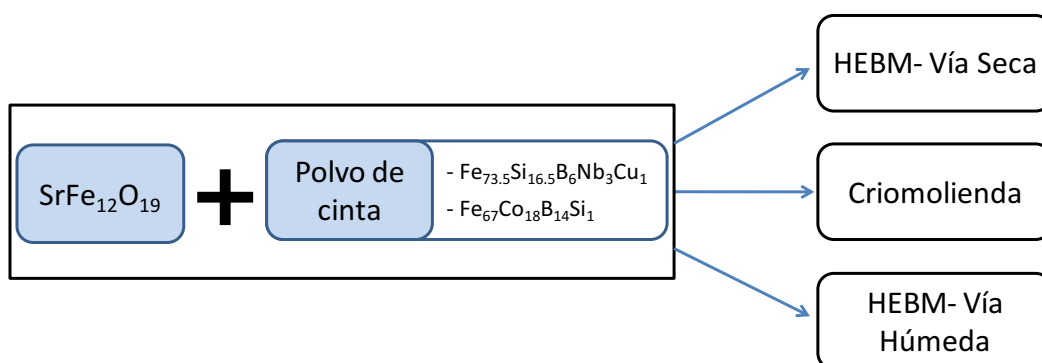 HEBM- Vía Seca
SrFe₁₂O₁₉
+
Polvo de
cinta
- Fe₇₃.₅Si₁₆.₅B₆Nb₃Cu₁
- Fe₆₇Co₁₈B₁₄Si₁
Criomolienda
HEBM- Vía
Húmeda